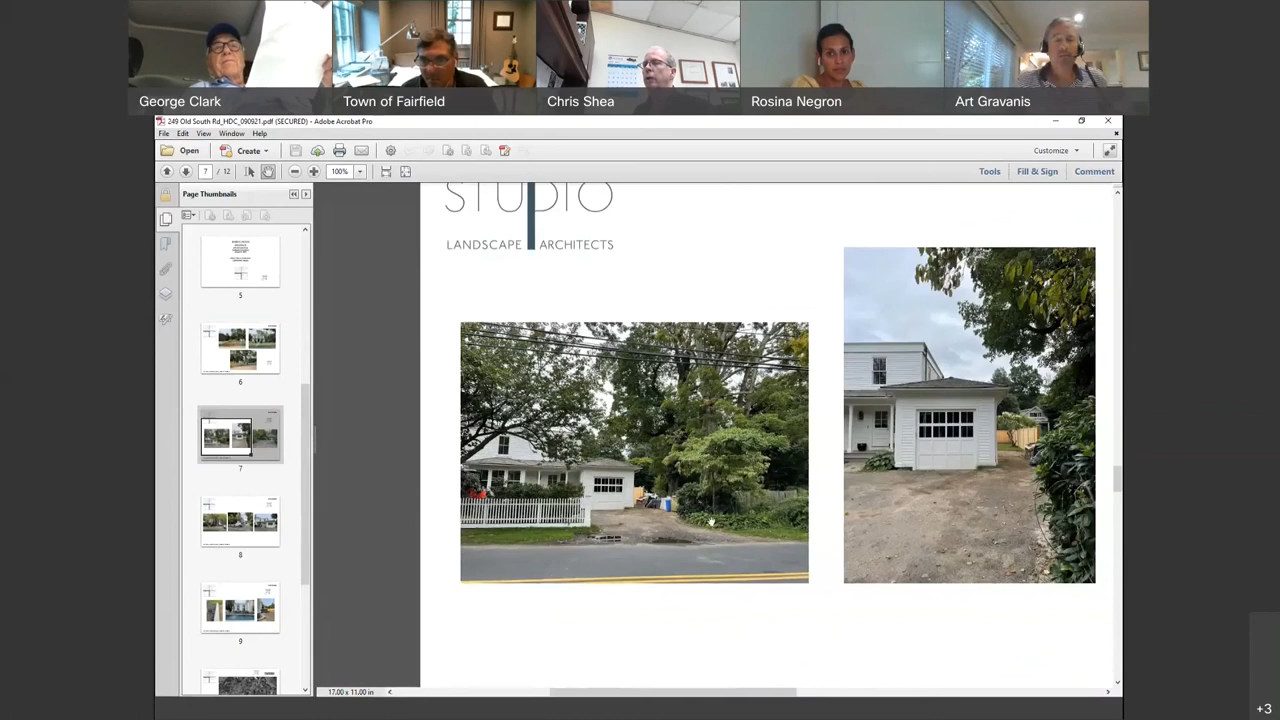 George Clark
Town of Fairfield
Chris Shea
Rosina Negron
Art Gravanis
249 Old South Rd_HDC_090921.pdf (SECURED) - Adobe Acrobat Pro
File Edit View Window Help
Open Create Customize
7 / 12 100% Tools Fill & Sign Comment
Page Thumbnails
5
6
7
8
9
STUDIO
LANDSCAPE ARCHITECTS
17.00 x 11.00 in
+3